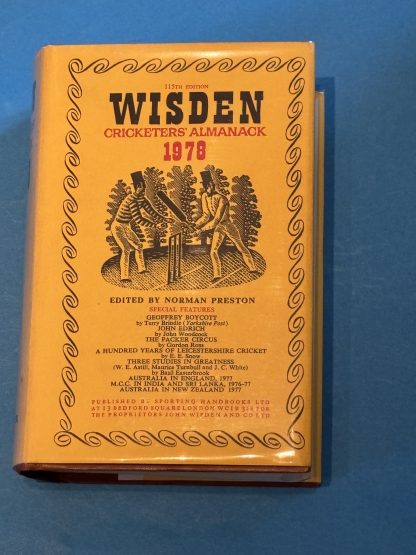 115TH EDITION
WISDEN
CRICKETERS' ALMANACK
1978
EDITED BY NORMAN PRESTON
SPECIAL FEATURES
GEOFFREY BOYCOTT
by Terry Brindle (Yorkshire Post)
JOHN EDRICH
by John Woodcock
THE PACKER CIRCUS
by Gordon Ross
A HUNDRED YEARS OF LEICESTERSHIRE CRICKET
by E. E. Snow
THREE STUDIES IN GREATNESS
(W. E. Astill, Maurice Turnbull and J. C. White)
by Basil Easterbrook
AUSTRALIA IN ENGLAND, 1977
M.C.C. IN INDIA AND SRI LANKA, 1976-77
AUSTRALIA IN NEW ZEALAND 1977
PUBLISHED BY SPORTING HANDBOOKS LTD
AT 13 BEDFORD SQUARE LONDON WC1B 3JE FOR
THE PROPRIETORS JOHN WISDEN AND CO LTD